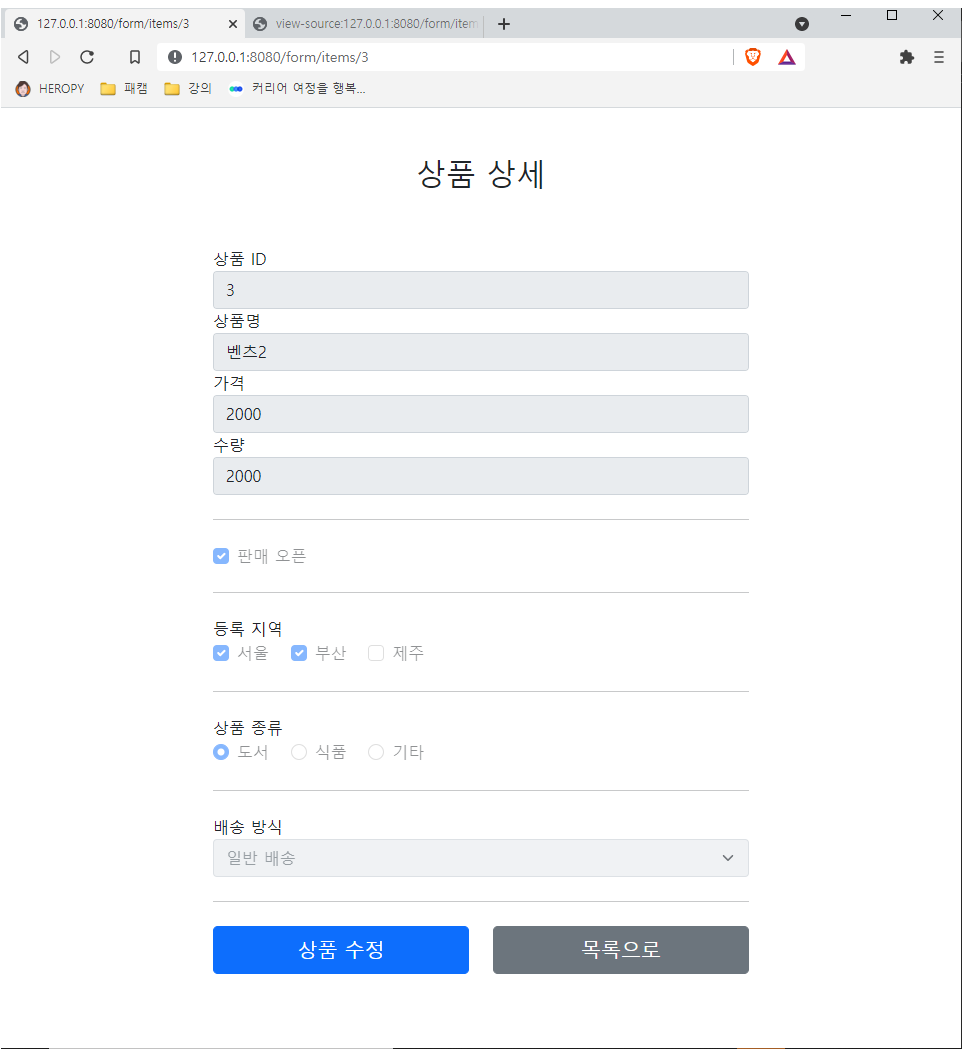 127.0.0.1:8080/form/items/3
view-source:127.0.0.1:8080/form/item
127.0.0.1:8080/form/items/3
HEROPY 패캠 강의 커리어 여정을 행복...
상품 상세
상품 ID
3
상품명
벤츠2
가격
2000
수량
2000
판매 오픈
등록 지역
서울 부산 제주
상품 종류
도서 식품 기타
배송 방식
일반 배송
상품 수정 목록으로